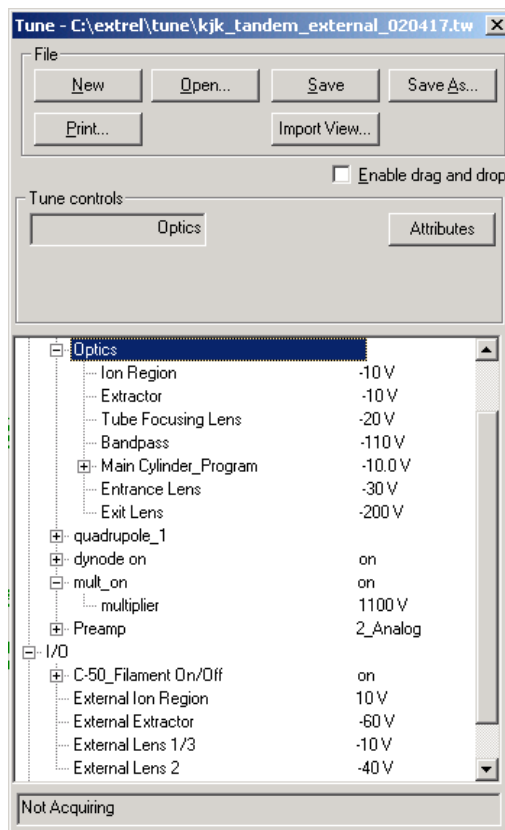 Tune - C:\extrel\tune\kjk_tandem_external_020417.tw
File
New Open... Save Save As...
Print... Import View...
Enable drag and drop
Tune controls
Optics Attributes
Optics
Ion Region -10 V
Extractor -10 V
Tube Focusing Lens -20 V
Bandpass -110 V
Main Cylinder_Program -10.0 V
Entrance Lens -30 V
Exit Lens -200 V
quadrupole_1
dynode on on
mult_on on
multiplier 1100 V
Preamp 2_Analog
I/O
C-50_Filament On/Off on
External Ion Region 10 V
External Extractor -60 V
External Lens 1/3 -10 V
External Lens 2 -40 V
Not Acquiring